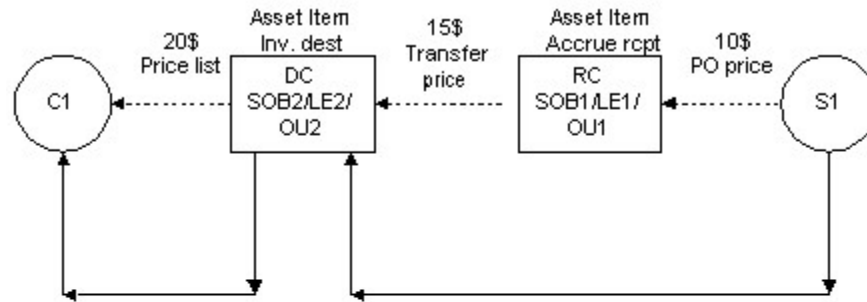 Asset Item
Inv. dest
15$
Transfer
price
Asset Item
Accrue rcpt
20$
Price list
10$
PO price
C1
DC
SOB2/LE2/
OU2
RC
SOB1/LE1/
OU1
S1